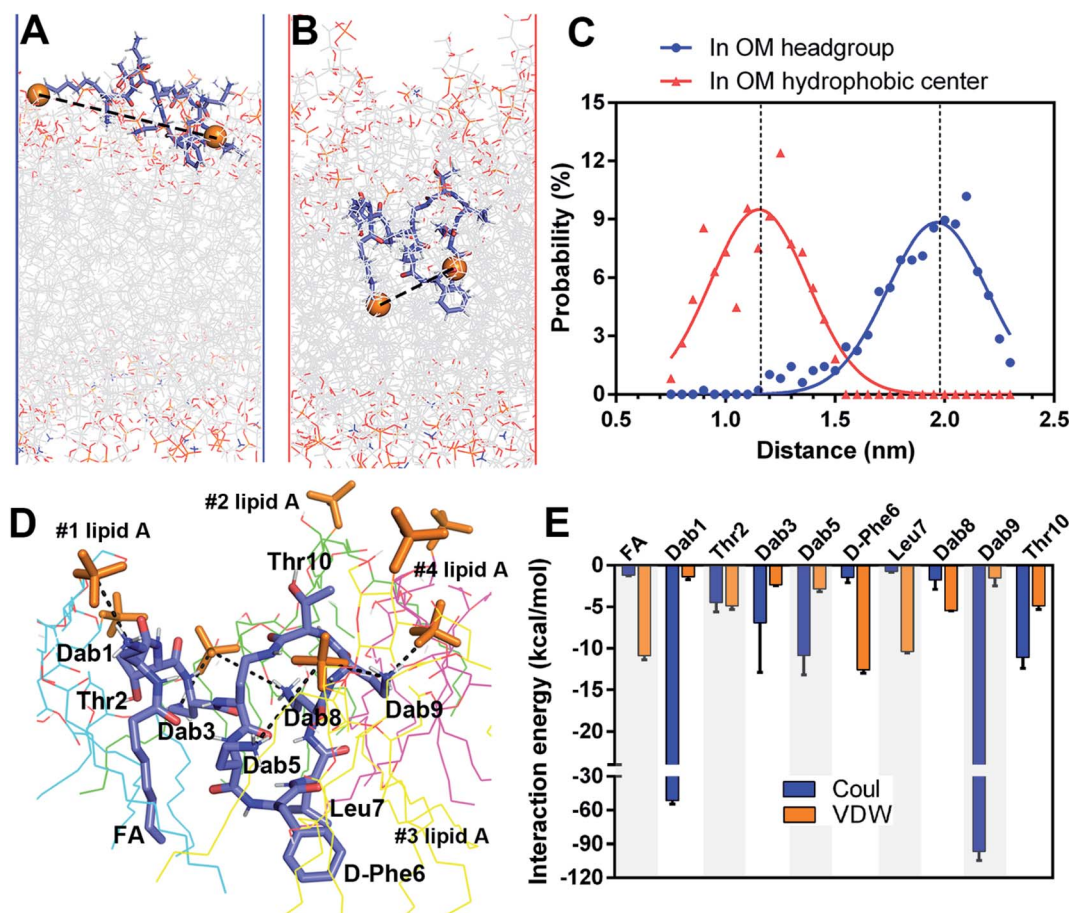 A
B
C
In OM headgroup
In OM hydrophobic center
Probability (%)
15
12
9
6
3
0
0.5 1.0 1.5 2.0 2.5
Distance (nm)
D
#1 lipid A
#2 lipid A
Thr10
#4 lipid A
Dab1
Thr2
Dab3
Dab8
Dab9
Dab5
Leu7
FA
#3 lipid A
D-Phe6
E
FA Dab1 Thr2 Dab3 Dab5 D-Phe6 Leu7 Dab8 Dab9 Thr10
Interaction energy (kcal/mol)
0
-5
-10
-15
-20
-30
-60
-90
-120
Coul
VDW